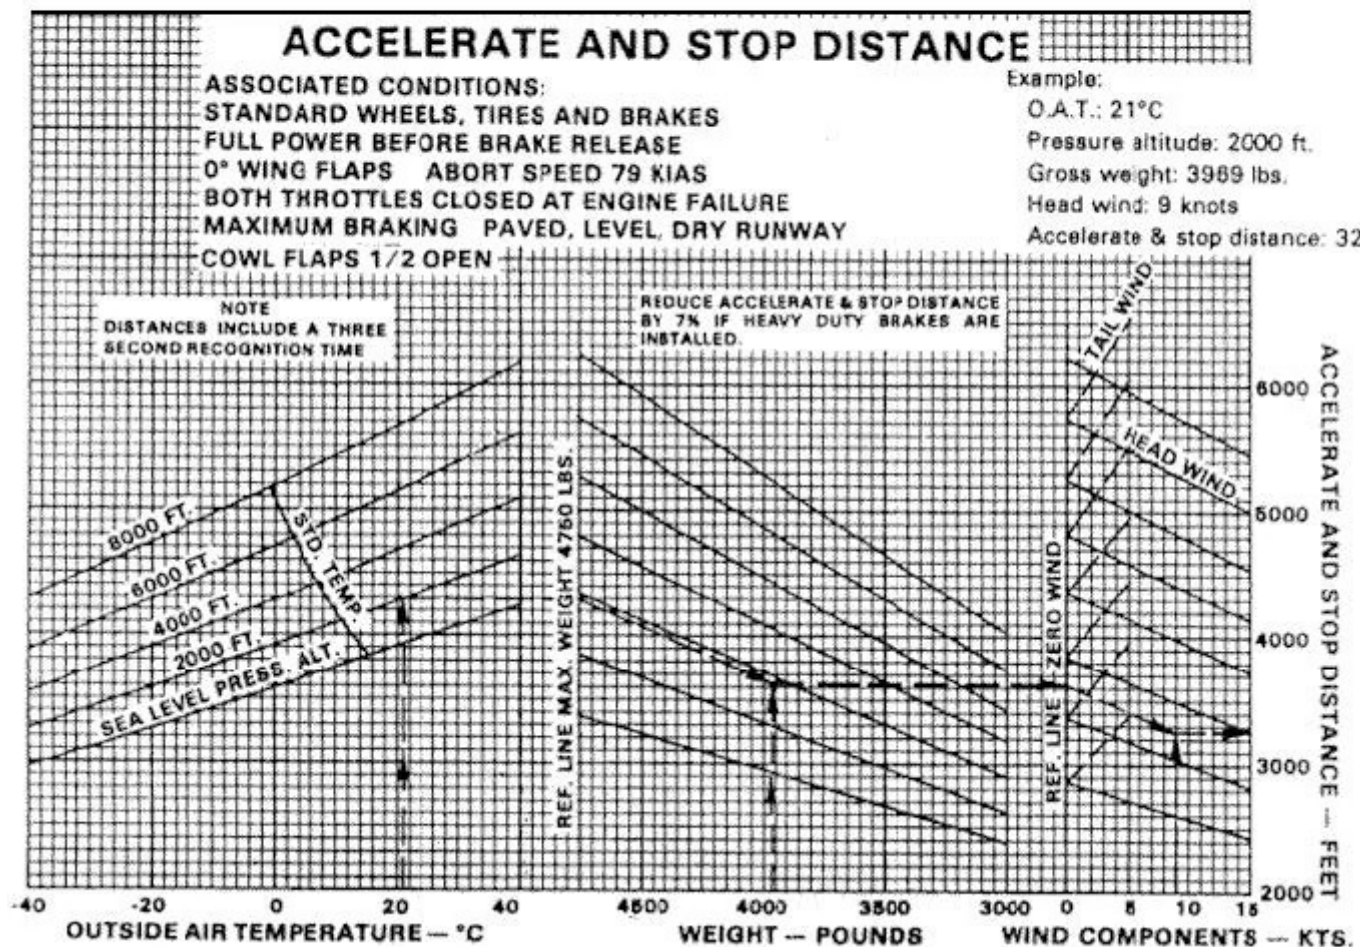 ACCELERATE AND STOP DISTANCE
ASSOCIATED CONDITIONS:
STANDARD WHEELS, TIRES AND BRAKES
FULL POWER BEFORE BRAKE RELEASE
0° WING FLAPS ABORT SPEED 79 KIAS
BOTH THROTTLES CLOSED AT ENGINE FAILURE
MAXIMUM BRAKING PAVED, LEVEL, DRY RUNWAY
COWL FLAPS 1/2 OPEN
Example:
O.A.T.: 21°C
Pressure altitude: 2000 ft.
Gross weight: 3969 lbs.
Head wind: 9 knots
Accelerate & stop distance: 32
NOTE
DISTANCES INCLUDE A THREE
SECOND RECOGNITION TIME
REDUCE ACCELERATE & STOP DISTANCE
BY 7% IF HEAVY DUTY BRAKES ARE
INSTALLED.
8000 FT.
6000 FT.
4000 FT.
2000 FT.
SEA LEVEL PRESS. ALT.
STD. TEMP.
REF. LINE MAX. WEIGHT 4750 LBS.
REF. LINE ZERO WIND
TAIL WIND
HEAD WIND
6000
5000
4000
3000
2000
ACCELERATE AND STOP DISTANCE — FEET
-40 -20 0 20 40 4500 4000 3500 3000 0 5 10 15
OUTSIDE AIR TEMPERATURE — °C WEIGHT — POUNDS WIND COMPONENTS — KTS.